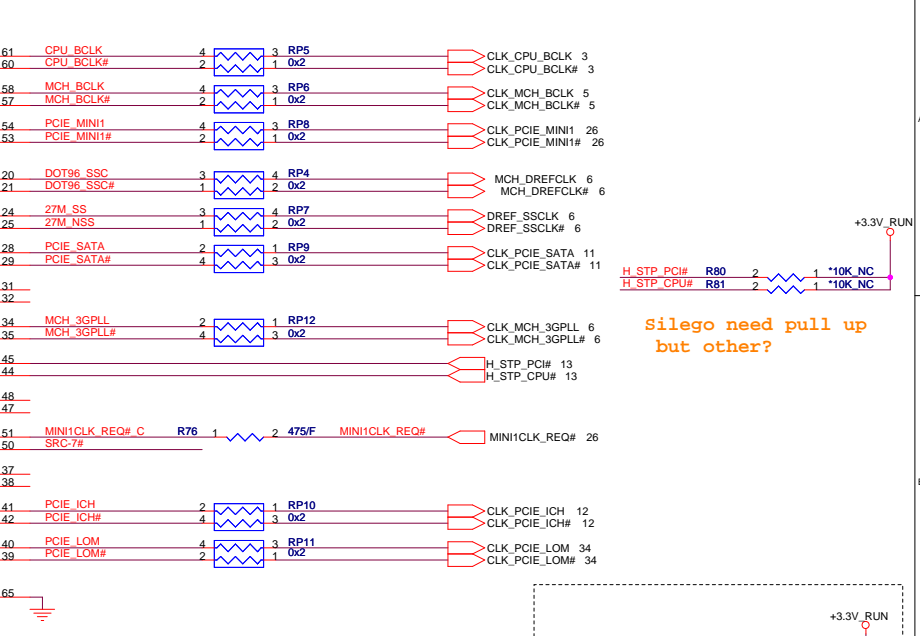 61 CPU_BCLK 4 3 RP5 CLK_CPU_BCLK 3
60 CPU_BCLK# 2 1 0x2 CLK_CPU_BCLK# 3
58 MCH_BCLK 4 3 RP6 CLK_MCH_BCLK 5
57 MCH_BCLK# 2 1 0x2 CLK_MCH_BCLK# 5
54 PCIE_MINI1 4 3 RP8 CLK_PCIE_MINI1 26
53 PCIE_MINI1# 2 1 0x2 CLK_PCIE_MINI1# 26
20 DOT96_SSC 3 4 RP4 MCH_DREFCLK 6
21 DOT96_SSC# 1 2 0x2 MCH_DREFCLK# 6
24 27M_SS 3 4 RP7 DREF_SSCLK 6
25 27M_NSS 1 2 0x2 DREF_SSCLK# 6
28 PCIE_SATA 2 1 RP9 CLK_PCIE_SATA 11
29 PCIE_SATA# 4 3 0x2 CLK_PCIE_SATA# 11
31
32
34 MCH_3GPLL 2 1 RP12 CLK_MCH_3GPLL 6
35 MCH_3GPLL# 4 3 0x2 CLK_MCH_3GPLL# 6
45 H_STP_PCI# 13
44 H_STP_CPU# 13
48
47
51 MINI1CLK_REQ#_C R76 1 2 475/F MINI1CLK_REQ# MINI1CLK_REQ# 26
50 SRC-7#
37
38
41 PCIE_ICH 2 1 RP10 CLK_PCIE_ICH 12
42 PCIE_ICH# 4 3 0x2 CLK_PCIE_ICH# 12
40 PCIE_LOM 4 3 RP11 CLK_PCIE_LOM 34
39 PCIE_LOM# 2 1 0x2 CLK_PCIE_LOM# 34
65
+3.3V_RUN
H_STP_PCI# R80 2 1 *10K_NC
H_STP_CPU# R81 2 1 *10K_NC
Silego need pull up
but other?
+3.3V_RUN